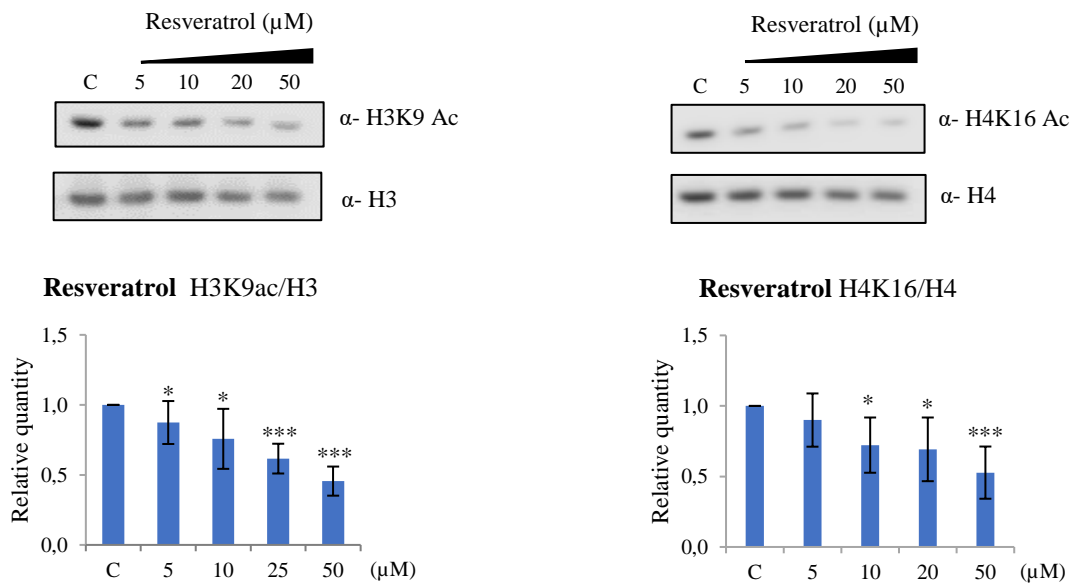 Resveratrol (µM)
C 5 10 20 50
α- H3K9 Ac
α- H3
Resveratrol H3K9ac/H3
Relative quantity
1,5
1,0
0,5
0,0
* * *** ***
C 5 10 25 50 (µM)
Resveratrol (µM)
C 5 10 20 50
α- H4K16 Ac
α- H4
Resveratrol H4K16/H4
Relative quantity
1,5
1,0
0,5
0,0
* * ***
C 5 10 20 50 (µM)